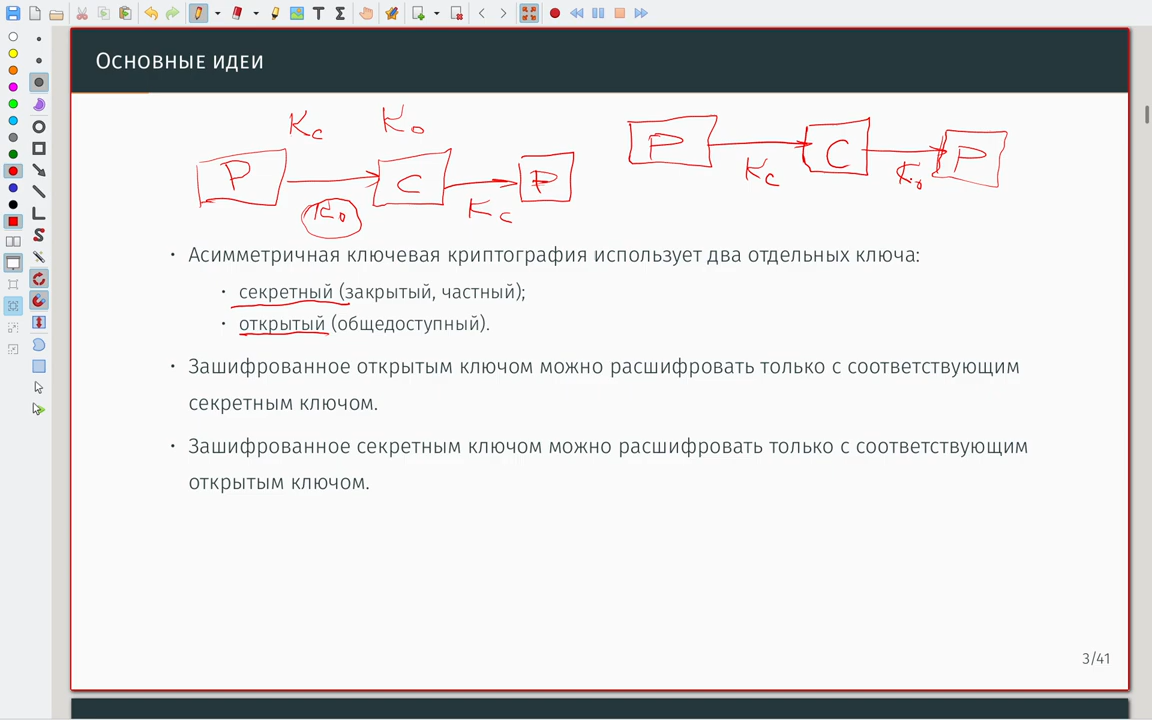 Основные идеи
Kc Ko
P C P
Ko Kc
P C P
Kc Ko
· Асимметричная ключевая криптография использует два отдельных ключа:
· секретный (закрытый, частный);
· открытый (общедоступный).
· Зашифрованное открытым ключом можно расшифровать только с соответствующим
секретным ключом.
· Зашифрованное секретным ключом можно расшифровать только с соответствующим
открытым ключом.
3/41